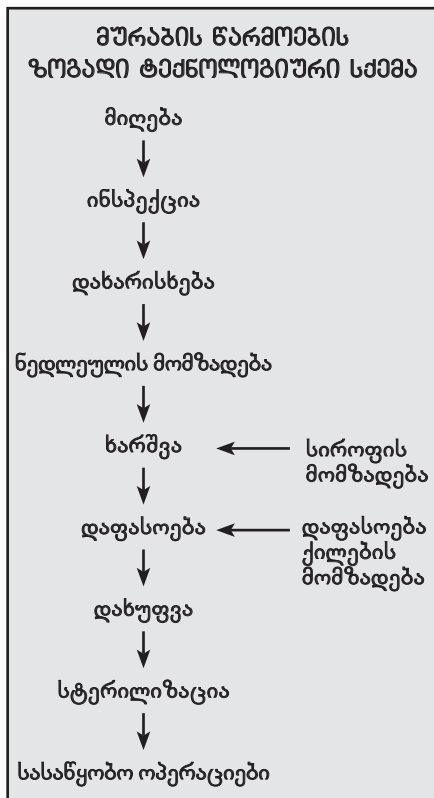 მურაბის წარმოების
ზოგადი ტექნოლოგიური სქემა
მიღება
ინსპექცია
დახარისხება
ნედლეულის მომზადება
ხარშვა
სიროფის
მომზადება
დაფასოება
დაფასოება
ქილების
მომზადება
დახუფვა
სტერილიზაცია
სასაწყობო ოპერაციები